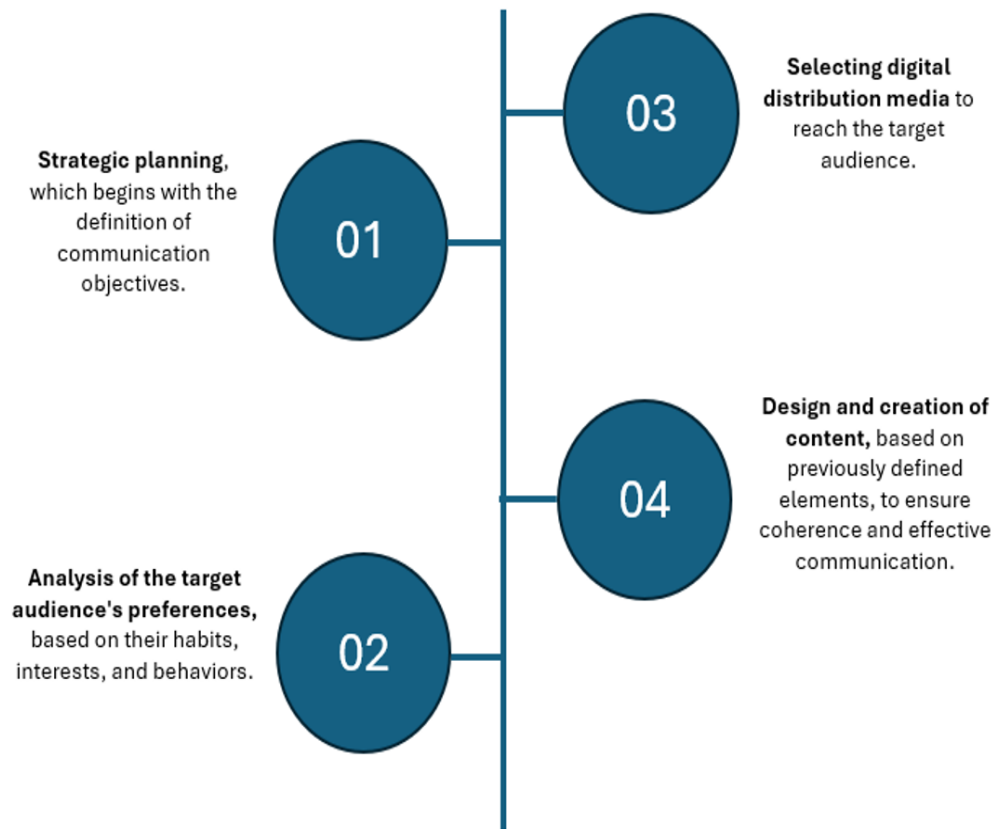 01
Strategic planning,
which begins with the
definition of
communication
objectives.
02
Analysis of the target
audience's preferences,
based on their habits,
interests, and behaviors.
03
Selecting digital
distribution media to
reach the target
audience.
04
Design and creation of
content, based on
previously defined
elements, to ensure
coherence and effective
communication.